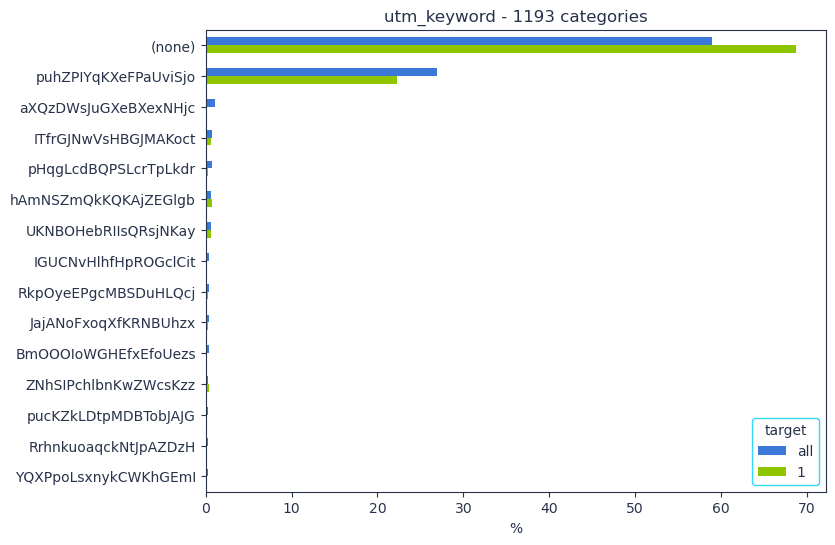 utm_keyword - 1193 categories
(none)
puhZPIYqKXeFPaUviSjo
aXQzDWsJuGXeBXexNHjc
ITfrGJNwVsHBGJMAKoct
pHqgLcdBQPSLcrTpLkdr
hAmNSZmQkKQKAjZEGlgb
UKNBOHebRIIsQRsjNKay
IGUCNvHlhfHpROGclCit
RkpOyeEPgcMBSDuHLQcj
JajANoFxoqXfKRNBUhzx
BmOOOIoWGHEfxEfoUezs
ZNhSIPchlbnKwZWcsKzz
pucKZkLDtpMDBTobJAJG
RrhnkuoaqckNtJpAZDzH
YQXPpoLsxnykCWKhGEmI
target
all
1
0 10 20 30 40 50 60 70
%